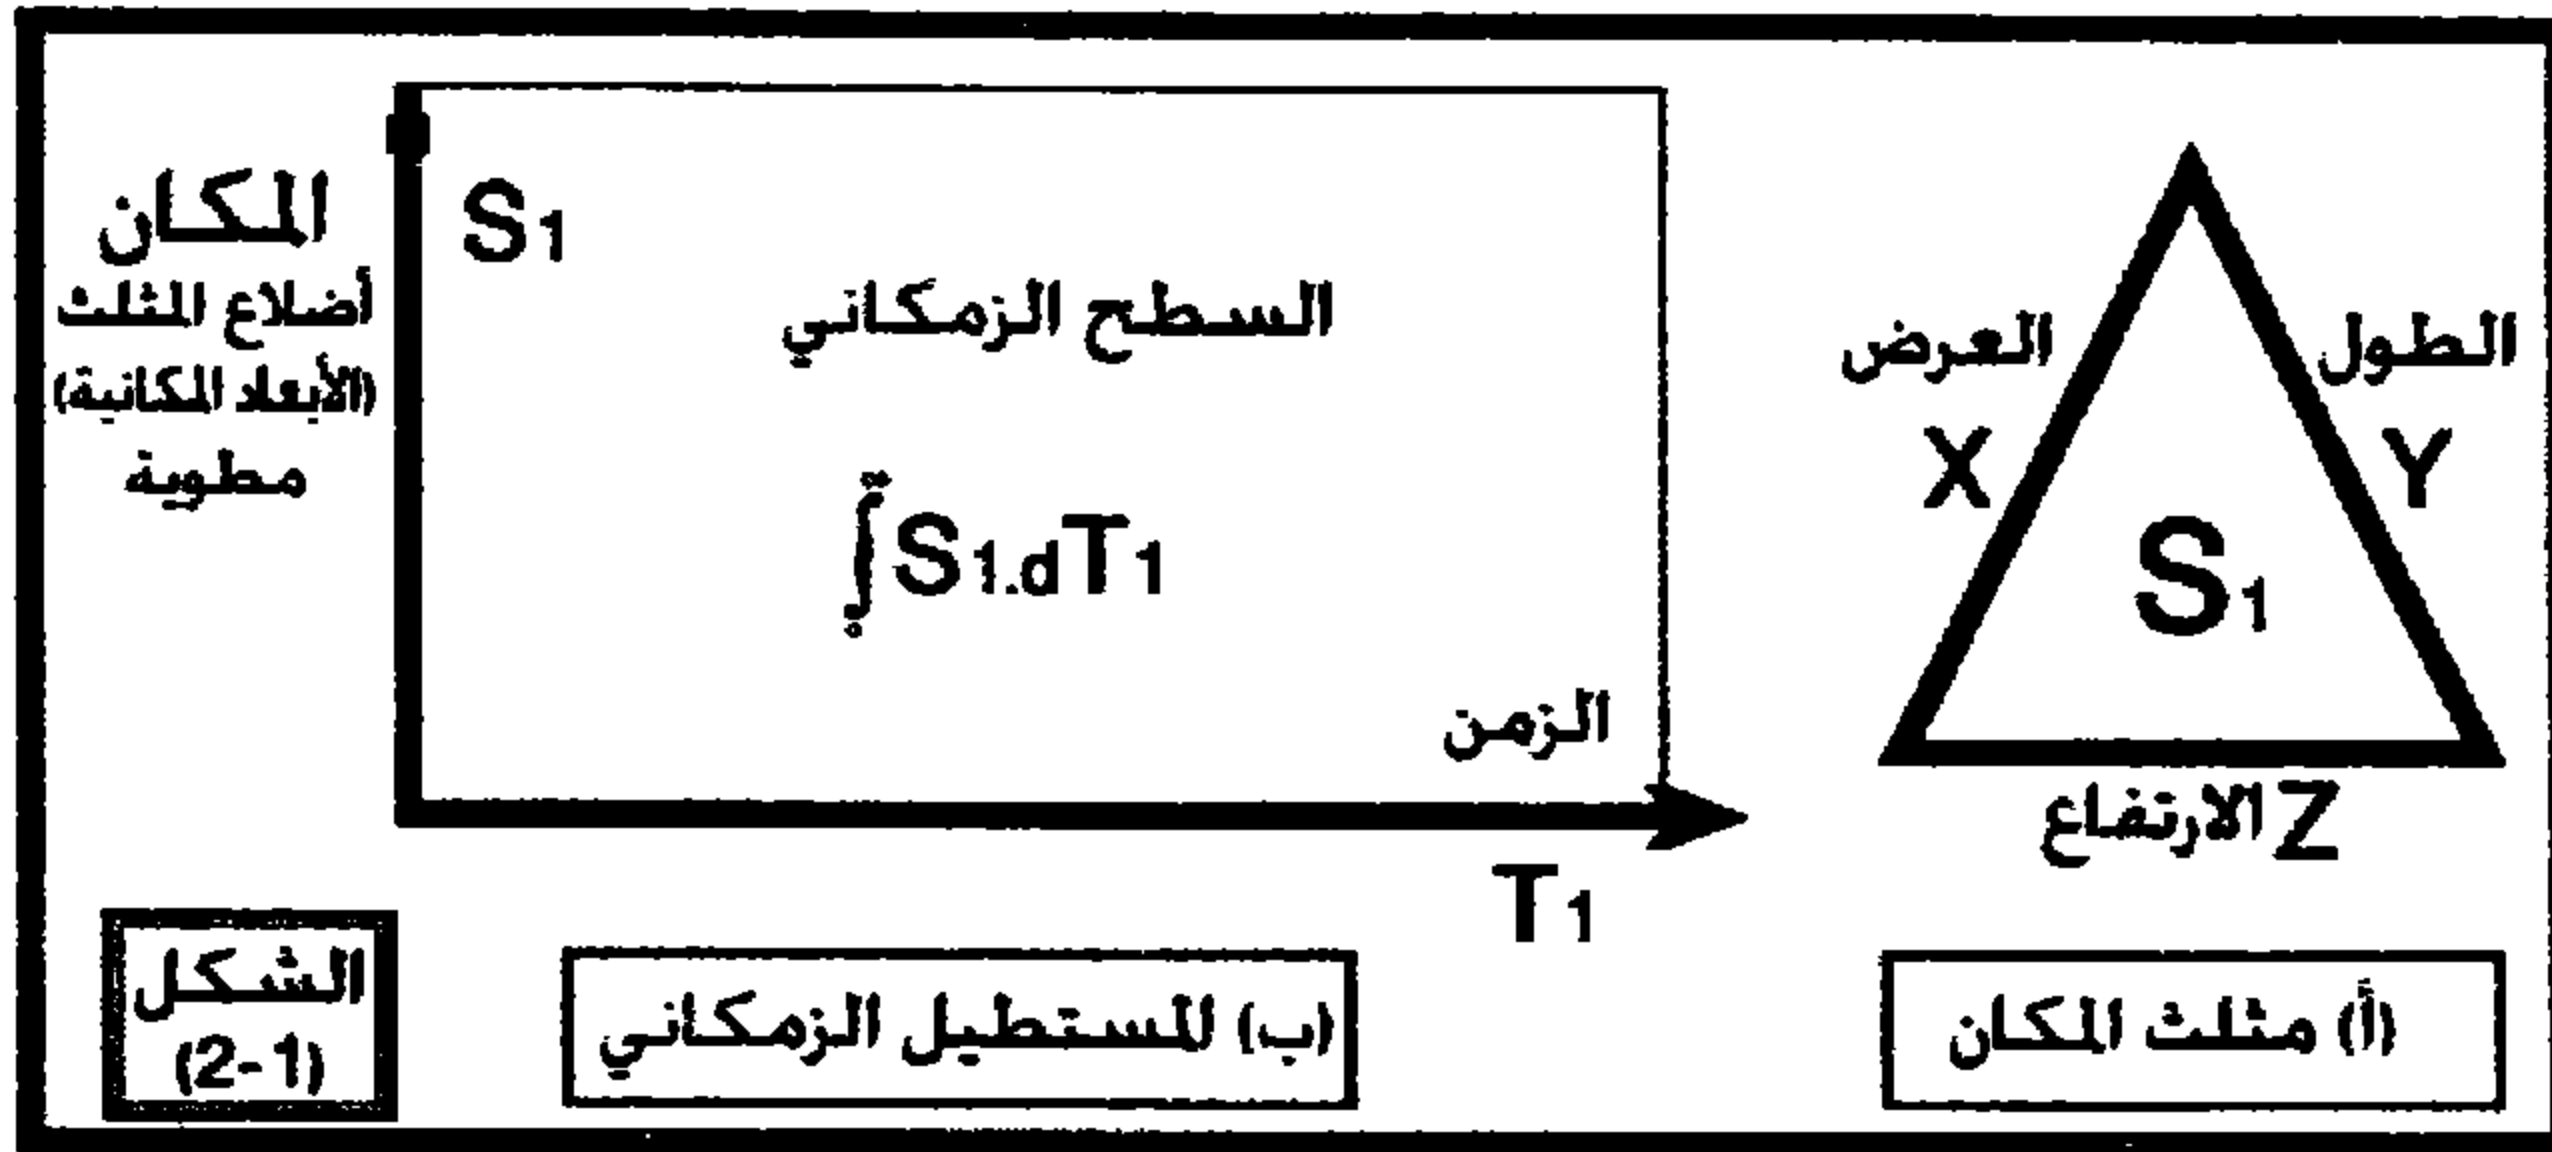 العرض
الطول
X
Y
S1
Z الارتفاع
(أ) مثلث المكان
المكان
أضلاع المثلث
(الأبعاد المكانية)
مطوية
S1
السطح الزمكاني
∫S1.dT1
الزمن
T1
(ب) المستطيل الزمكاني
الشكل
(2-1)